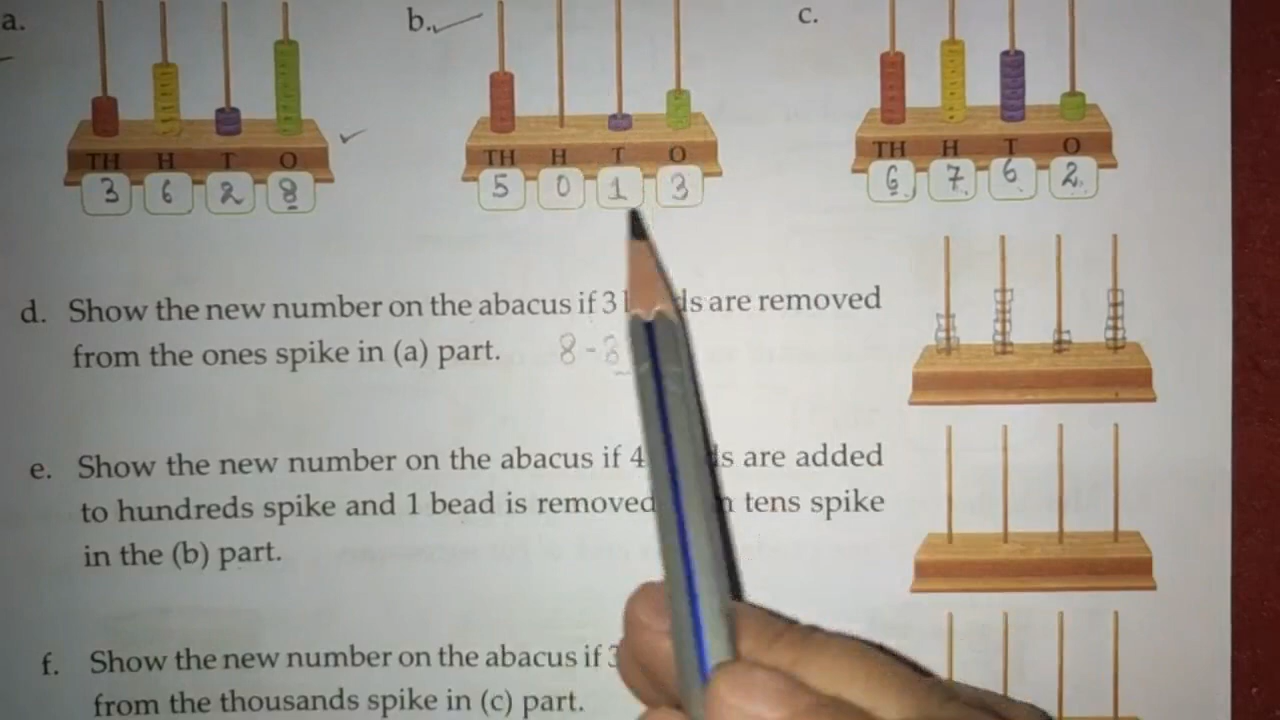 a. b. c.
TH H T O TH H T O TH H T O
3 6 2 8 5 0 1 3 6 7 6 2
d. Show the new number on the abacus if 3 are removed
from the ones spike in (a) part. 8-3
e. Show the new number on the abacus if 4 are added
to hundreds spike and 1 bead is removed tens spike
in the (b) part.
f. Show the new number on the abacus if 3
from the thousands spike in (c) part.